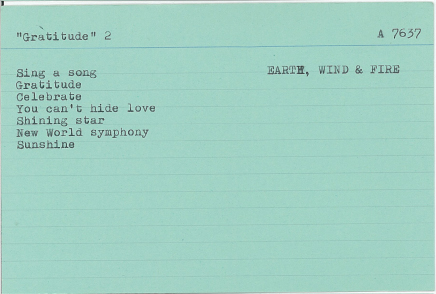 "Gratitude" 2 A 7637
EARTH, WIND & FIRE
Sing a song
Gratitude
Celebrate
You can't hide love
Shining star
New World symphony
Sunshine